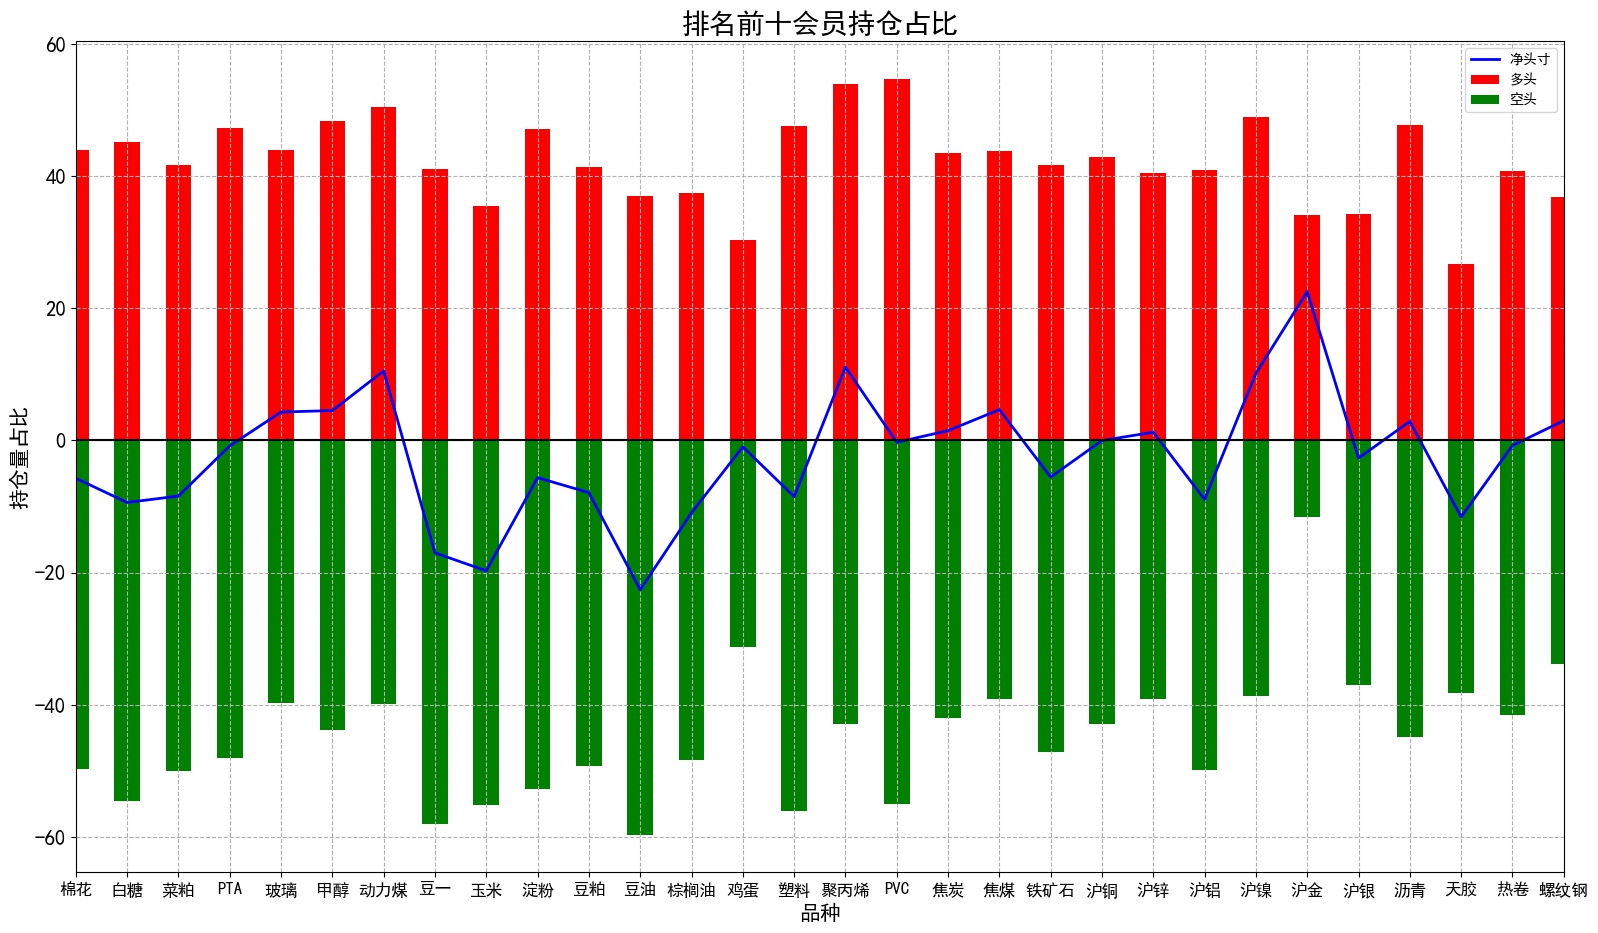 排名前十会员持仓占比
净头寸
多头
空头
60
40
20
0
−20
−40
−60
持仓量占比
棉花 白糖 菜粕 PTA 玻璃 甲醇 动力煤 豆一 玉米 淀粉 豆粕 豆油 棕榈油 鸡蛋 塑料 聚丙烯 PVC 焦炭 焦煤 铁矿石 沪铜 沪锌 沪铝 沪镍 沪金 沪银 沥青 天胶 热卷 螺纹钢
品种